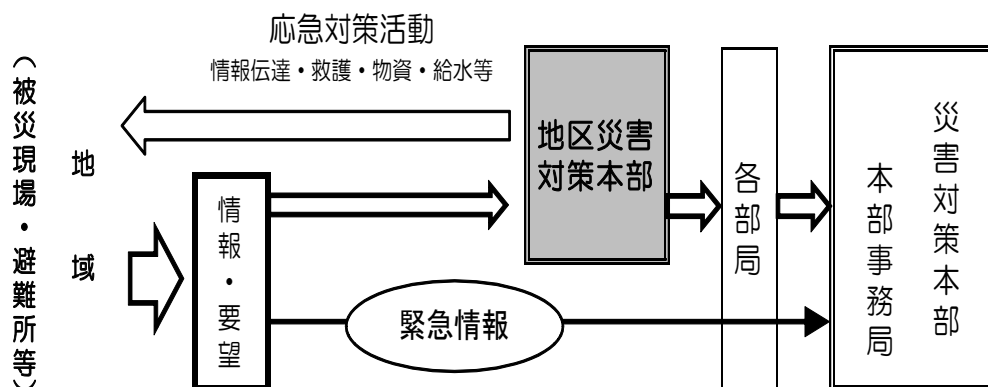 応急対策活動
情報伝達・救護・物資・給水等
（被災現場・避難所等）
地域
情報・要望
地区災害
対策本部
緊急情報
各部局
災害対策本部
本部事務局